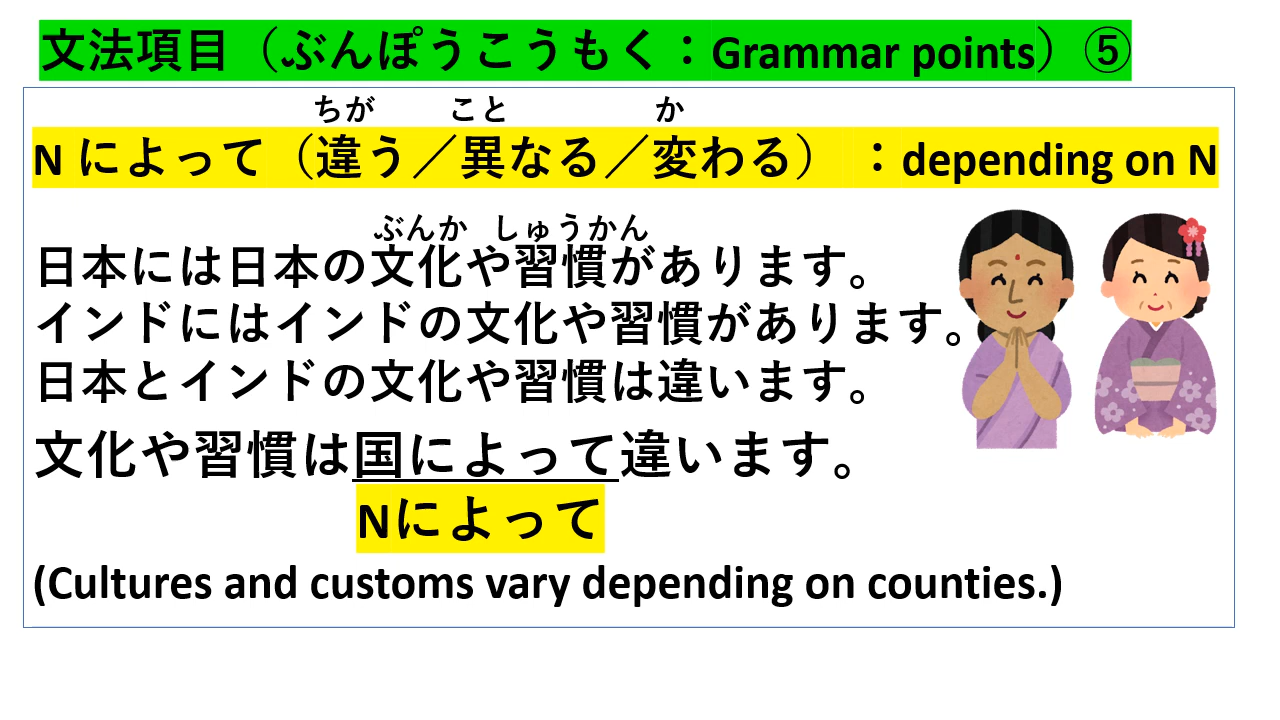 文法項目（ぶんぽうこうもく：Grammar points）⑤
ちが こと か
N によって（違う／異なる／変わる）：depending on N
ぶんか しゅうかん
日本には日本の文化や習慣があります。
インドにはインドの文化や習慣があります。
日本とインドの文化や習慣は違います。
文化や習慣は国によって違います。
Nによって
(Cultures and customs vary depending on counties.)